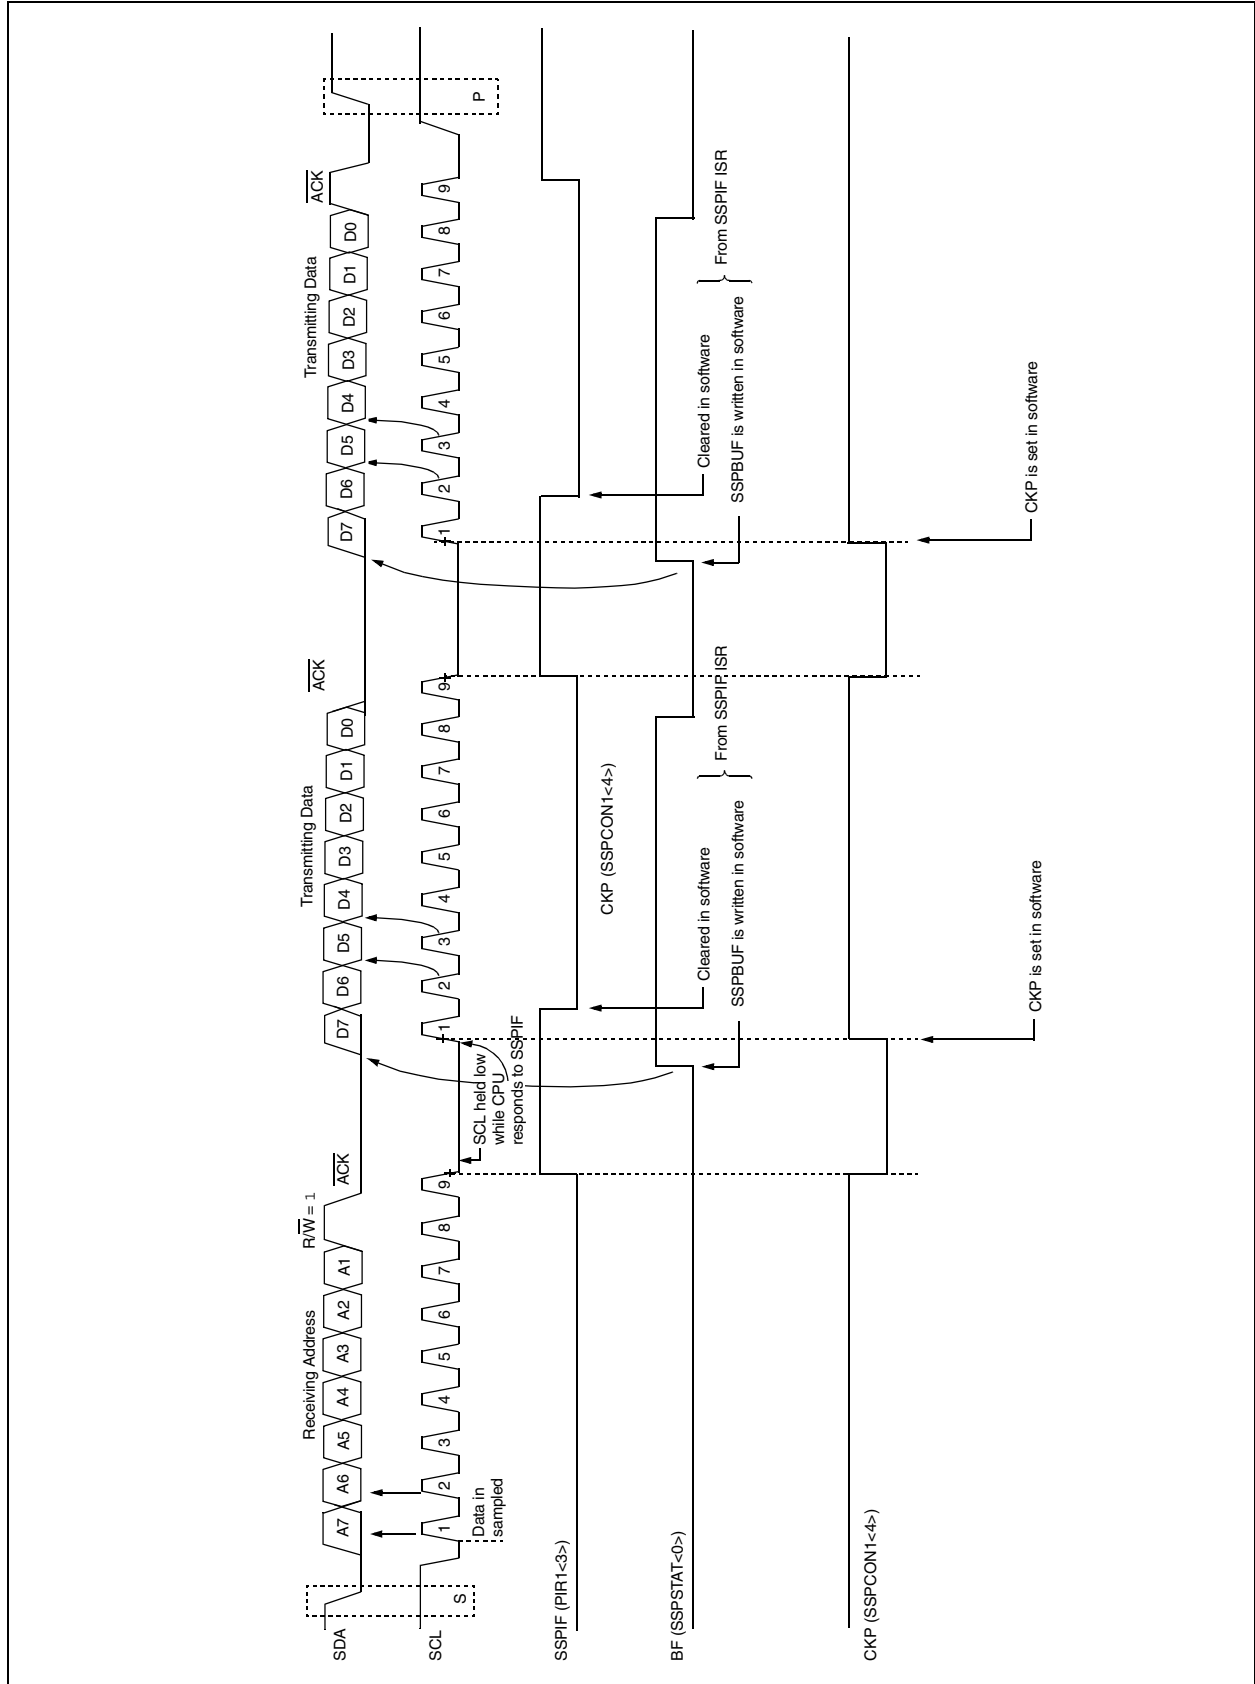 Receiving Address
R/W = 1
ACK
Transmitting Data
ACK
Transmitting Data
ACK
SDA
A7
A6
A5
A4
A3
A2
A1
D7
D6
D5
D4
D3
D2
D1
D0
D7
D6
D5
D4
D3
D2
D1
D0
SCL
1
2
3
4
5
6
7
8
9
1
2
3
4
5
6
7
8
9
1
2
3
4
5
6
7
8
9
S
P
Data in
sampled
SCL held low
while CPU
responds to SSPIF
SSPIF (PIR1<3>)
CKP (SSPCON1<4>)
BF (SSPSTAT<0>)
Cleared in software
SSPBUF is written in software
From SSPIF ISR
Cleared in software
SSPBUF is written in software
From SSPIF ISR
CKP (SSPCON1<4>)
CKP is set in software
CKP is set in software